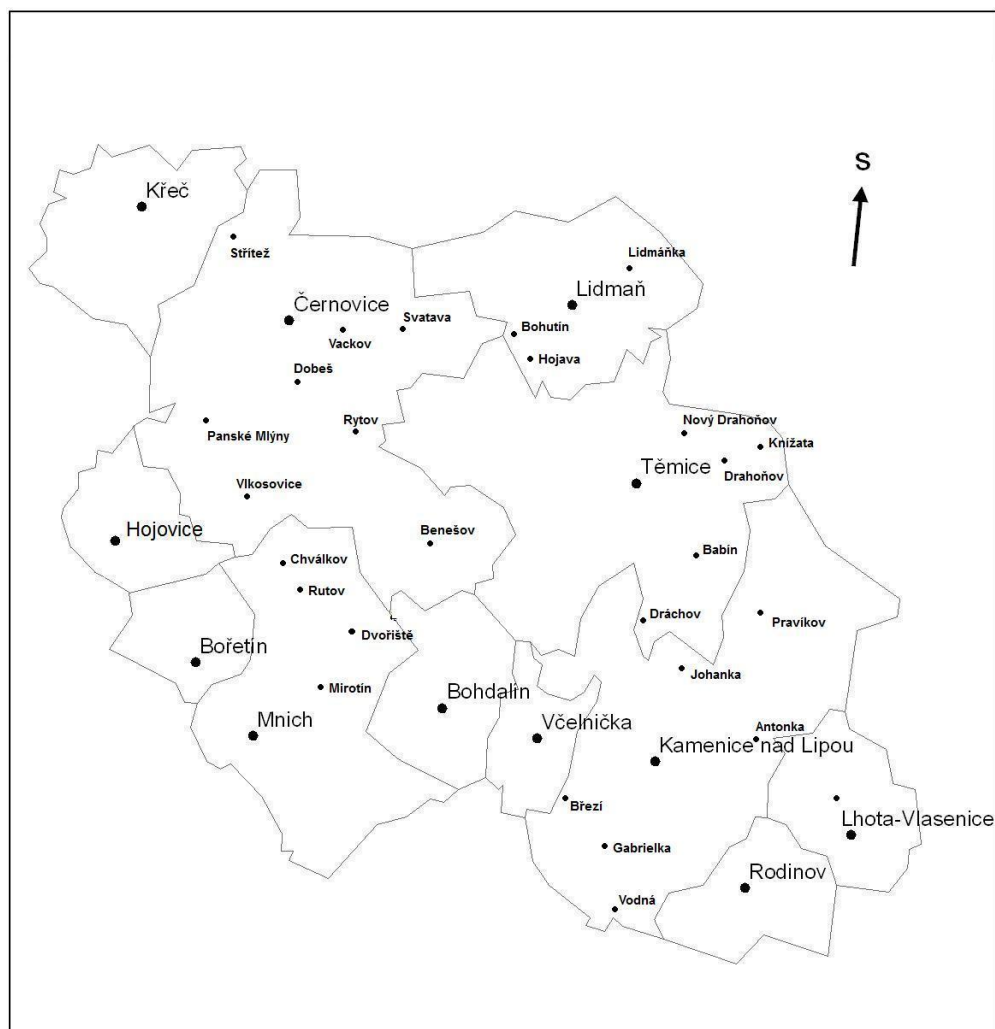 S
Křeč
Střítež
Lidmáňka
Lidmaň
Černovice
Svatava
Vackov
Bohutín
Hojava
Dobeš
Rytov
Panské Mlýny
Nový Drahoňov
Knížata
Drahoňov
Těmice
Vlkosovice
Hojovice
Benešov
Babín
Chválkov
Rutov
Dvořiště
Dráchov
Pravíkov
Bořetín
Johanka
Mirotín
Bohdalín
Mnich
Včelnička
Antonka
Kamenice nad Lipou
Březí
Lhota-Vlasenice
Gabrielka
Rodinov
Vodná